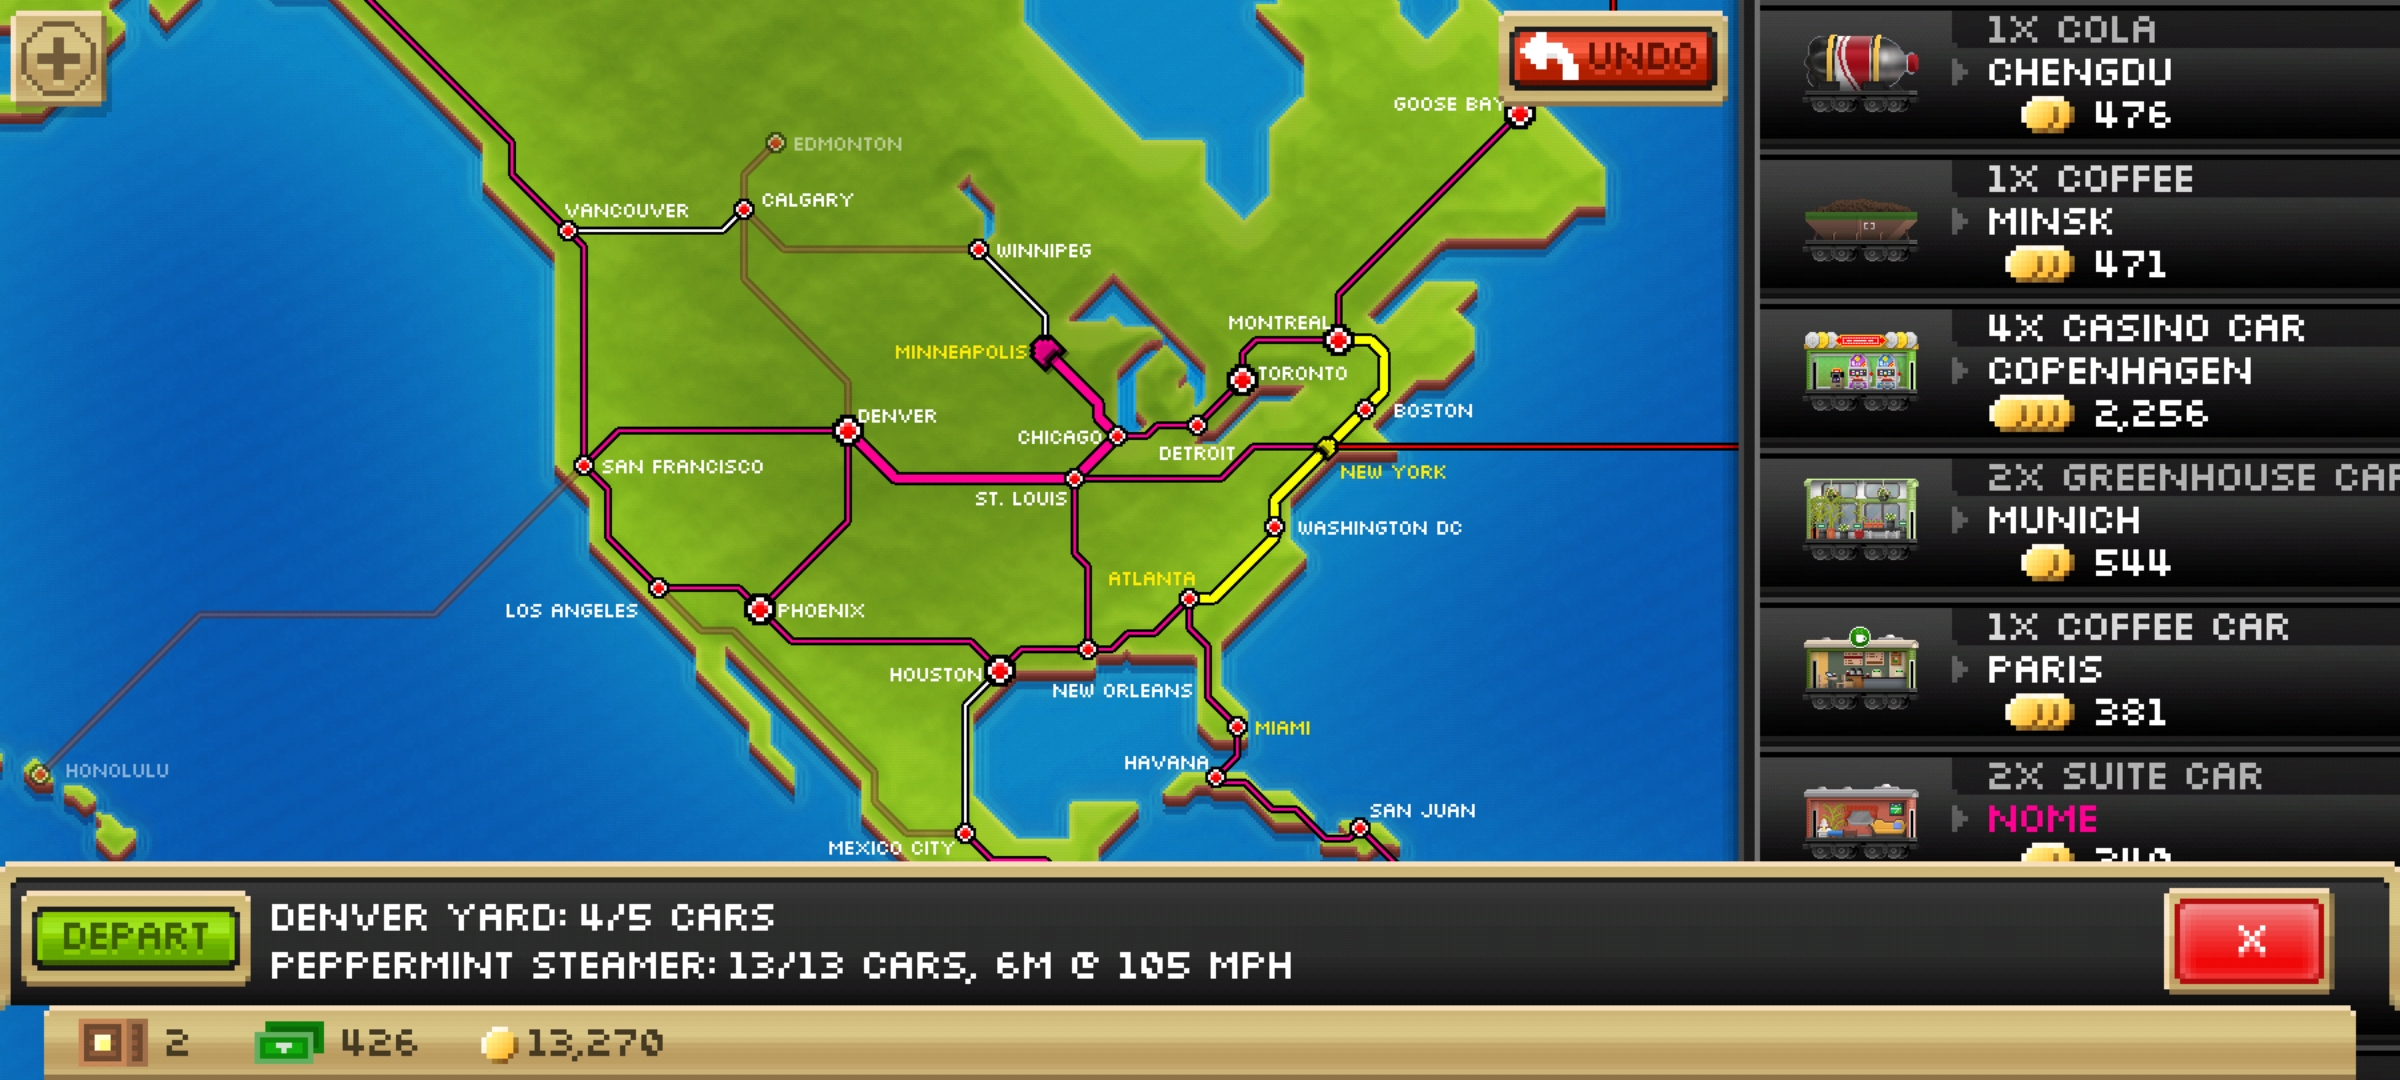 UNDO
GOOSE BAY
EDMONTON
CALGARY
VANCOUVER
WINNIPEG
MONTREAL
MINNEAPOLIS
TORONTO
DENVER
BOSTON
CHICAGO
DETROIT
SAN FRANCISCO
NEW YORK
ST. LOUIS
WASHINGTON DC
ATLANTA
LOS ANGELES
PHOENIX
HOUSTON
NEW ORLEANS
MIAMI
HAVANA
HONOLULU
SAN JUAN
MEXICO CITY
1X COLA
CHENGDU
476
1X COFFEE
MINSK
471
4X CASINO CAR
COPENHAGEN
2,256
2X GREENHOUSE CAR
MUNICH
544
1X COFFEE CAR
PARIS
381
2X SUITE CAR
NOME
DEPART
DENVER YARD: 4/5 CARS
PEPPERMINT STEAMER: 13/13 CARS, 6M @ 105 MPH
X
2
426
13,270